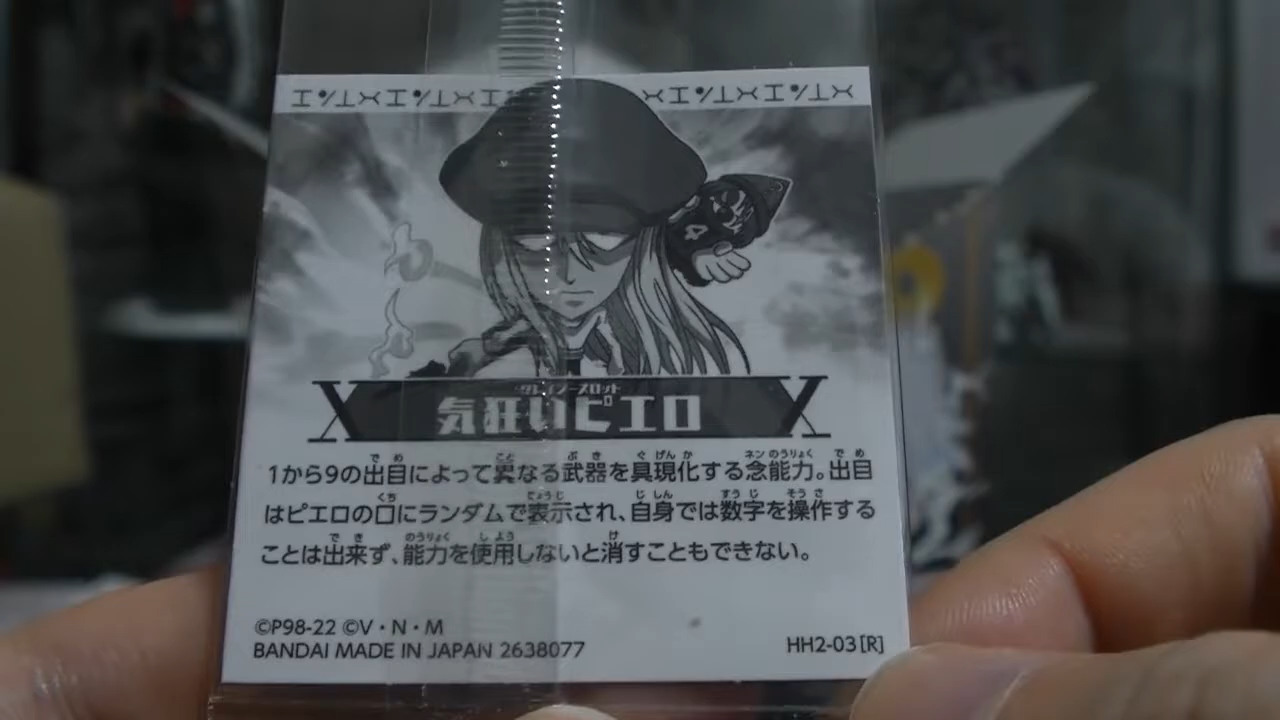 気狂いピエロ
1から9の出目によって異なる武器を具現化する念能力。出目
はピエロの口にランダムで表示され、自身では数字を操作する
ことは出来ず、能力を使用しないと消すこともできない。
©P98-22 ©V・N・M
BANDAI MADE IN JAPAN 2638077
HH2-03[R]